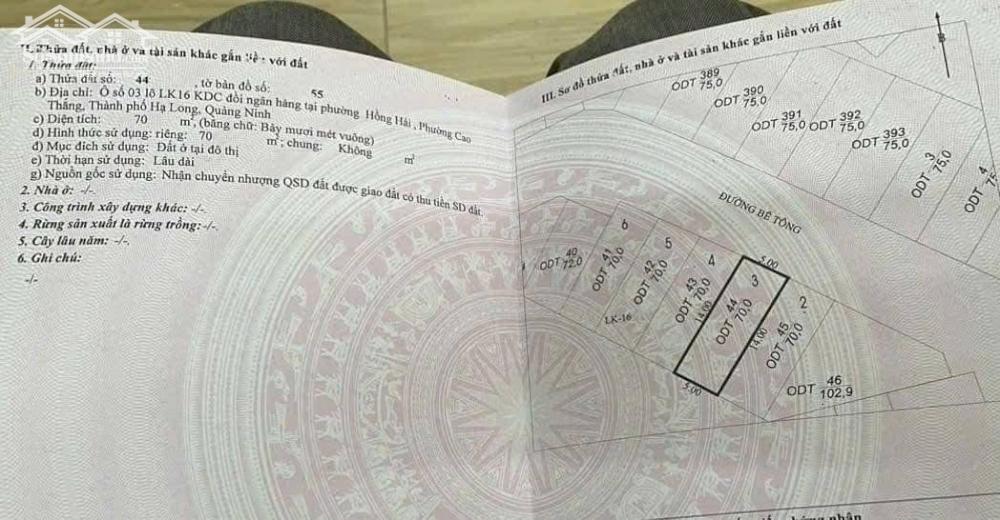 II. Thửa đất, nhà ở và tài sản khác gắn liền với đất
1. Thửa đất:
a) Thửa đất số: 44 , tờ bản đồ số: 55
b) Địa chỉ: Ô số 03 lô LK16 KDC đồi ngân hàng tại phường Hồng Hải , Phường Cao
Thắng, Thành phố Hạ Long, Quảng Ninh
c) Diện tích: 70 m², (bằng chữ: Bảy mươi mét vuông)
d) Hình thức sử dụng: riêng: 70 m²; chung: Không m²
đ) Mục đích sử dụng: Đất ở tại đô thị
e) Thời hạn sử dụng: Lâu dài
g) Nguồn gốc sử dụng: Nhận chuyển nhượng QSD đất được giao đất có thu tiền SD đất.
2. Nhà ở: -/-.
3. Công trình xây dựng khác: -/-.
4. Rừng sản xuất là rừng trồng: -/-.
5. Cây lâu năm: -/-.
6. Ghi chú:
-/-
III. Sơ đồ thửa đất, nhà ở và tài sản khác gắn liền với đất
B
ODT 389 75,0
ODT 390 75,0
ODT 391 75,0
ODT 392 75,0
ODT 393 75,0
ODT 3 75,0
ODT 4 75
ĐƯỜNG BÊ TÔNG
ODT 40 72,0
6
ODT 41 70,0
5
ODT 42 70,0
4
ODT 43 70,0
LK-16
5.00
3
14.00
ODT 44 70,0
14.00
5.00
2
ODT 45 70,0
ODT 46 102,9
nhận